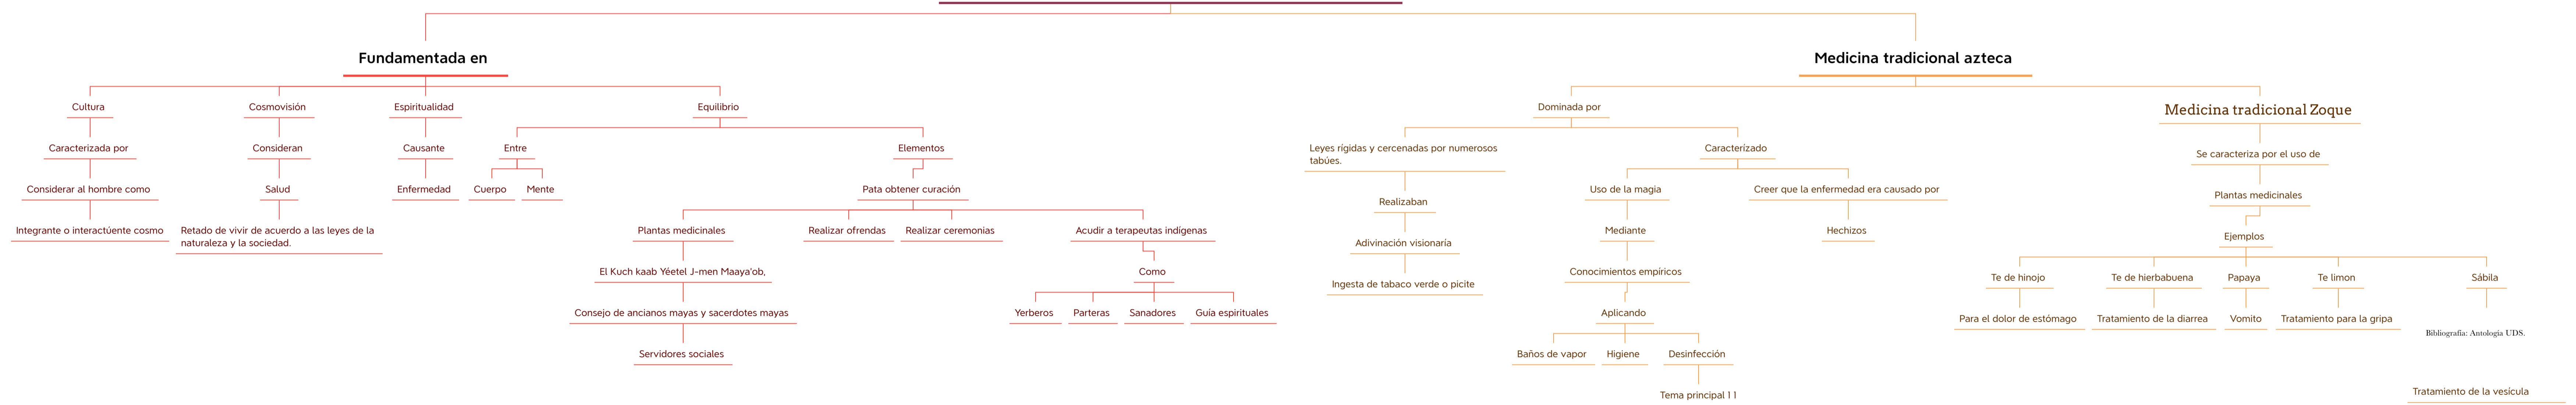 Fundamentada en
Medicina tradicional azteca
Cultura
Cosmovisión
Espiritualidad
Equilibrio
Dominada por
Medicina tradicional Zoque
Caracterizada por
Consideran
Causante
Entre
Elementos
Leyes rígidas y cercenadas por numerosos
tabúes.
Caracterízado
Se caracteriza por el uso de
Considerar al hombre como
Salud
Enfermedad
Cuerpo
Mente
Pata obtener curación
Realizaban
Uso de la magia
Creer que la enfermedad era causado por
Plantas medicinales
Integrante o interactúente cosmo
Retado de vivir de acuerdo a las leyes de la
naturaleza y la sociedad.
Plantas medicinales
Realizar ofrendas
Realizar ceremonias
Acudir a terapeutas indígenas
Adivinación visionaria
Mediante
Hechizos
Ejemplos
El Kuch kaab Yéetel J-men Maaya'ob,
Como
Ingesta de tabaco verde o picite
Conocimientos empíricos
Te de hinojo
Te de hierbabuena
Papaya
Te limon
Sábila
Consejo de ancianos mayas y sacerdotes mayas
Yerberos
Parteras
Sanadores
Guía espirituales
Aplicando
Para el dolor de estómago
Tratamiento de la diarrea
Vomito
Tratamiento para la gripa
Bibliografía: Antologia UDS.
Servidores sociales
Baños de vapor
Higiene
Desinfección
Tema principal 11
Tratamiento de la vesícula